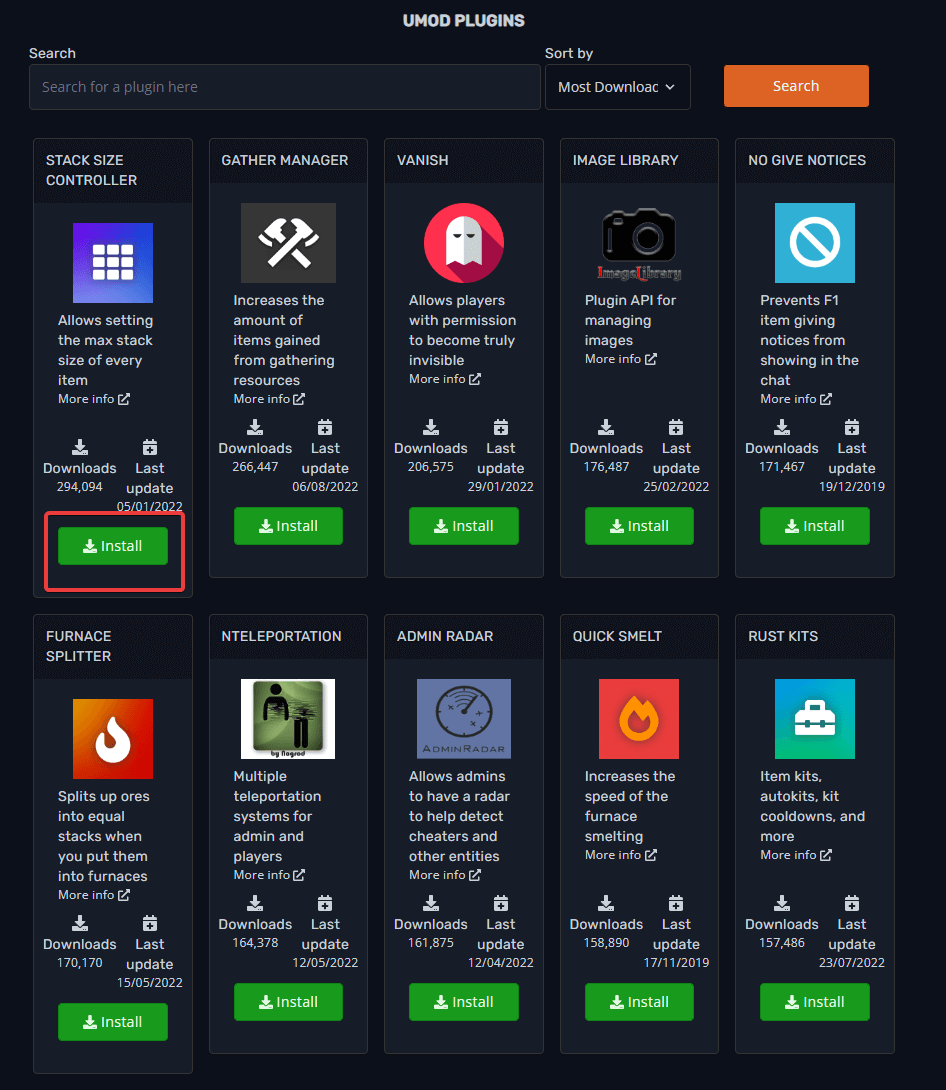 UMOD PLUGINS
Search
Sort by
Search for a plugin here
Most Downloac
Search
STACK SIZE
CONTROLLER
Allows setting
the max stack
size of every
item
More info
Downloads
294,094
Last
update
05/01/2022
Install
GATHER MANAGER
Increases the
amount of
items gained
from gathering
resources
More info
Downloads
266,447
Last
update
06/08/2022
Install
VANISH
Allows players
with permission
to become truly
invisible
More info
Downloads
206,575
Last
update
29/01/2022
Install
IMAGE LIBRARY
ImageLibrary
Plugin API for
managing
images
More info
Downloads
176,487
Last
update
25/02/2022
Install
NO GIVE NOTICES
Prevents F1
item giving
notices from
showing in the
chat
More info
Downloads
171,467
Last
update
19/12/2019
Install
FURNACE
SPLITTER
Splits up ores
into equal
stacks when
you put them
into furnaces
More info
Downloads
170,170
Last
update
15/05/2022
Install
NTELEPORTATION
by Nogrod
Multiple
teleportation
systems for
admin and
players
More info
Downloads
164,378
Last
update
12/05/2022
Install
ADMIN RADAR
ADMINRADAR
Allows admins
to have a radar
to help detect
cheaters and
other entities
More info
Downloads
161,875
Last
update
12/04/2022
Install
QUICK SMELT
Increases the
speed of the
furnace
smelting
More info
Downloads
158,890
Last
update
17/11/2019
Install
RUST KITS
Item kits,
autokits, kit
cooldowns, and
more
More info
Downloads
157,486
Last
update
23/07/2022
Install